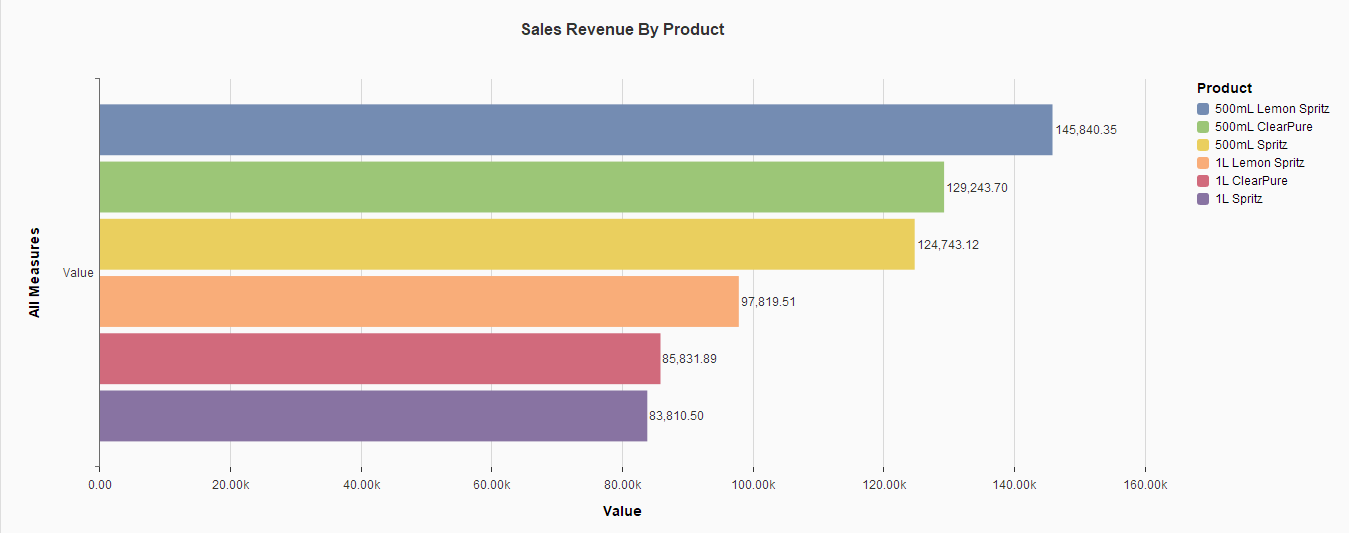 Sales Revenue By Product
Product
500mL Lemon Spritz
500mL ClearPure
500mL Spritz
1L Lemon Spritz
1L ClearPure
1L Spritz
All Measures
Value
145,840.35
129,243.70
124,743.12
97,819.51
85,831.89
83,810.50
0.00 20.00k 40.00k 60.00k 80.00k 100.00k 120.00k 140.00k 160.00k
Value